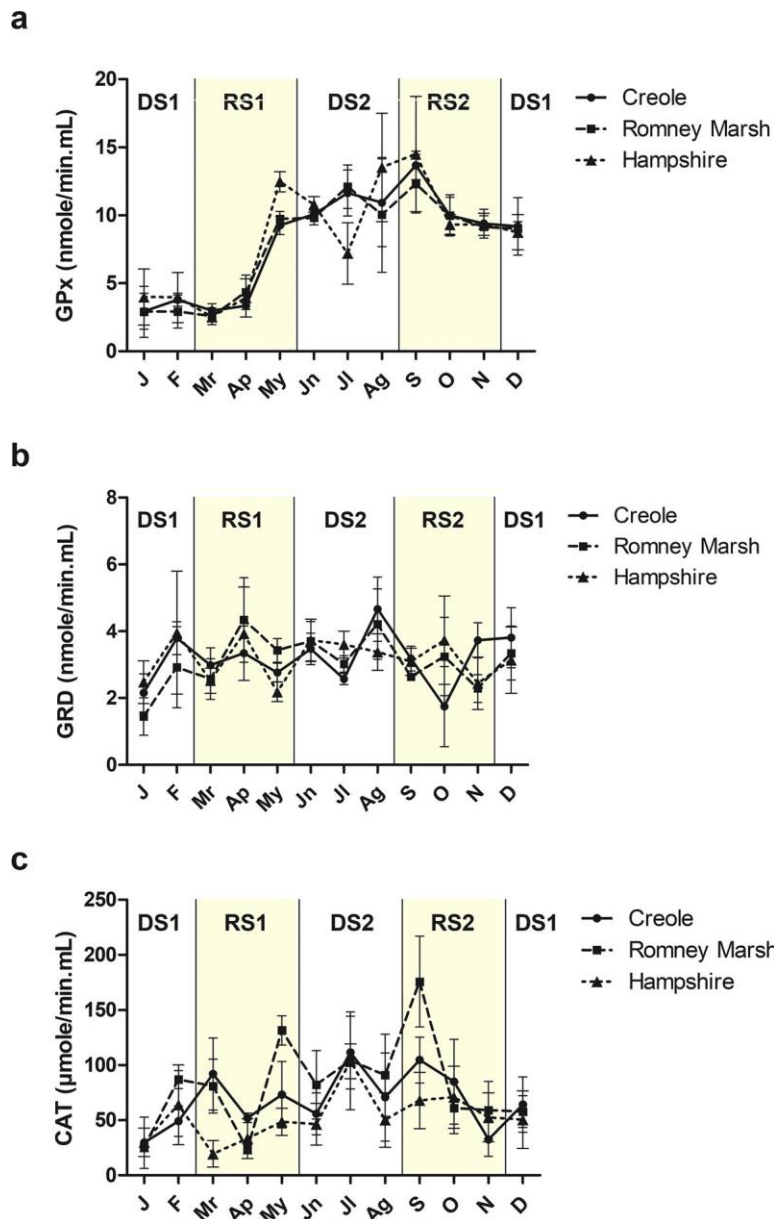 a
DS1 RS1 DS2 RS2 DS1
Creole
Romney Marsh
Hampshire
GPx (nmole/min.mL)
20
15
10
5
0
J F Mr Ap My Jn Jl Ag S O N D
b
DS1 RS1 DS2 RS2 DS1
Creole
Romney Marsh
Hampshire
GRD (nmole/min.mL)
8
6
4
2
0
J F Mr Ap My Jn Jl Ag S O N D
c
DS1 RS1 DS2 RS2 DS1
Creole
Romney Marsh
Hampshire
CAT (µmole/min.mL)
250
200
150
100
50
0
J F Mr Ap My Jn Jl Ag S O N D